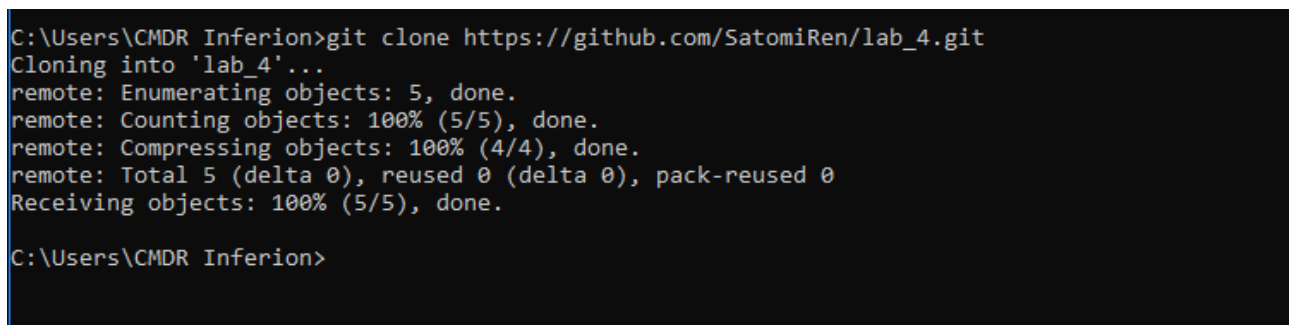 C:\Users\CMDR Inferion>git clone https://github.com/SatomiRen/lab_4.git
Cloning into 'lab_4'...
remote: Enumerating objects: 5, done.
remote: Counting objects: 100% (5/5), done.
remote: Compressing objects: 100% (4/4), done.
remote: Total 5 (delta 0), reused 0 (delta 0), pack-reused 0
Receiving objects: 100% (5/5), done.
C:\Users\CMDR Inferion>